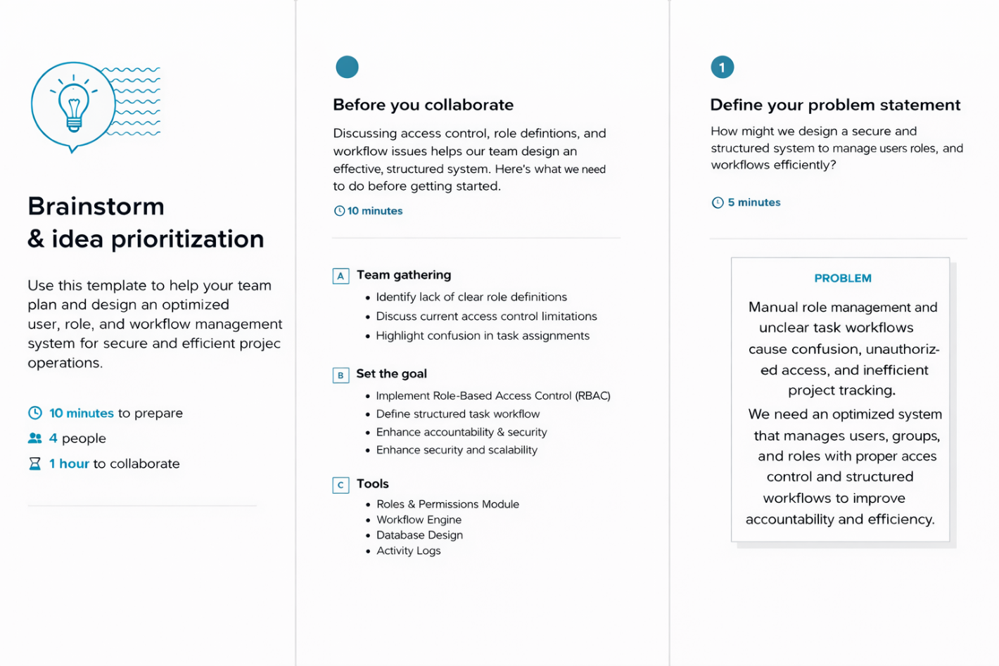 Brainstorm
& idea prioritization
Use this template to help your team
plan and design an optimized
user, role, and workflow management
system for secure and efficient projec
operations.
10 minutes to prepare
4 people
1 hour to collaborate
Before you collaborate
Discussing access control, role defintions, and
workflow issues helps our team design an
effective, structured system. Here's what we need
to do before getting started.
10 minutes
A Team gathering
• Identify lack of clear role definitions
• Discuss current access control limitations
• Highlight confusion in task assignments
B Set the goal
• Implement Role-Based Access Control (RBAC)
• Define structured task workflow
• Enhance accountability & security
• Enhance security and scalability
C Tools
• Roles & Permissions Module
• Workflow Engine
• Database Design
• Activity Logs
1
Define your problem statement
How might we design a secure and
structured system to manage users roles, and
workflows efficiently?
5 minutes
PROBLEM
Manual role management and
unclear task workflows
cause confusion, unauthoriz-
ed access, and inefficient
project tracking.
We need an optimized system
that manages users, groups,
and roles with proper acces
control and structured
workflows to improve
accountability and efficiency.